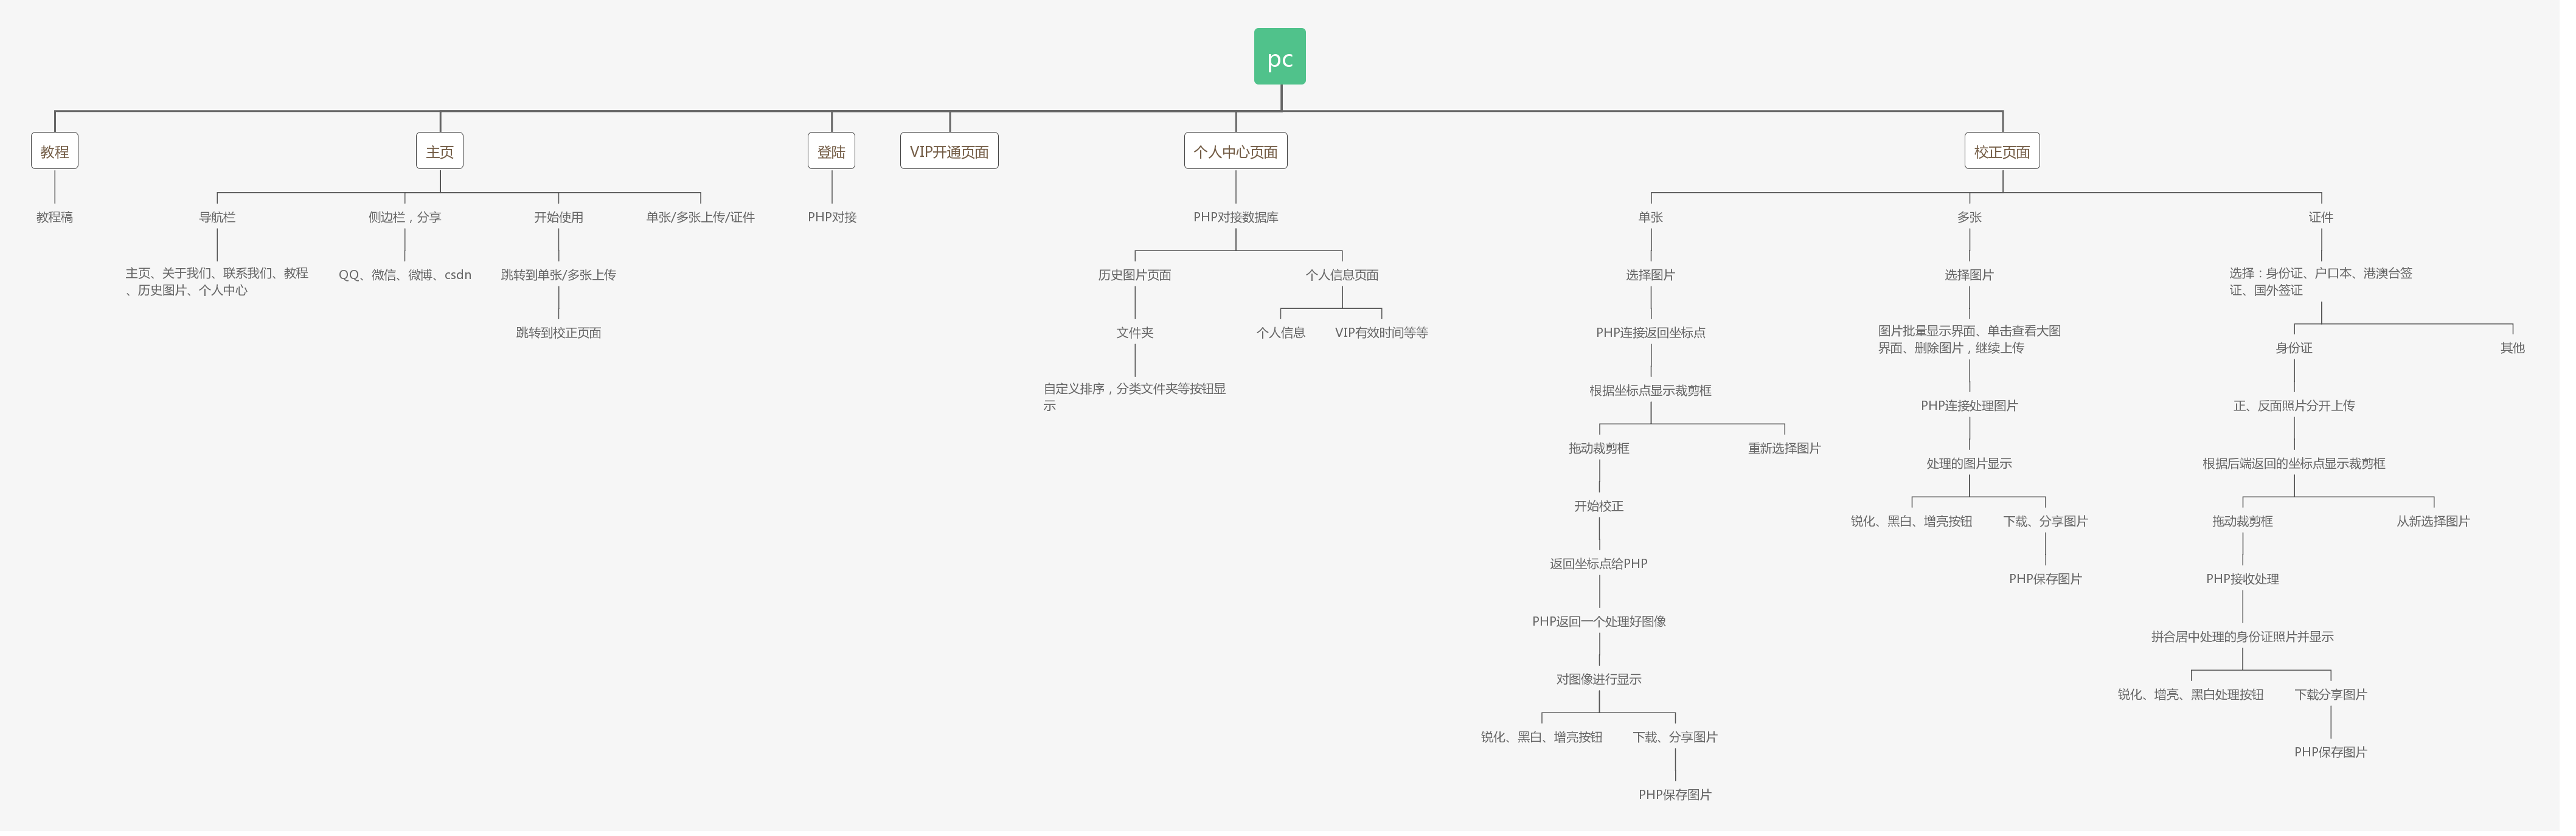 pc
教程
主页
登陆
VIP开通页面
个人中心页面
校正页面
教程稿
导航栏
侧边栏，分享
开始使用
单张/多张上传/证件
PHP对接
PHP对接数据库
单张
多张
证件
主页、关于我们、联系我们、教程
、历史图片、个人中心
QQ、微信、微博、csdn
跳转到单张/多张上传
跳转到校正页面
历史图片页面
个人信息页面
文件夹
个人信息
VIP有效时间等等
自定义排序，分类文件夹等按钮显
示
选择图片
PHP连接返回坐标点
根据坐标点显示裁剪框
拖动裁剪框
重新选择图片
开始校正
返回坐标点给PHP
PHP返回一个处理好图像
对图像进行显示
锐化、黑白、增亮按钮
下载、分享图片
PHP保存图片
选择图片
图片批量显示界面、单击查看大图
界面、删除图片，继续上传
PHP连接处理图片
处理的图片显示
锐化、黑白、增亮按钮
下载、分享图片
PHP保存图片
选择：身份证、户口本、港澳台签
证、国外签证
身份证
其他
正、反面照片分开上传
根据后端返回的坐标点显示裁剪框
拖动裁剪框
从新选择图片
PHP接收处理
拼合居中处理的身份证照片并显示
锐化、增亮、黑白处理按钮
下载分享图片
PHP保存图片